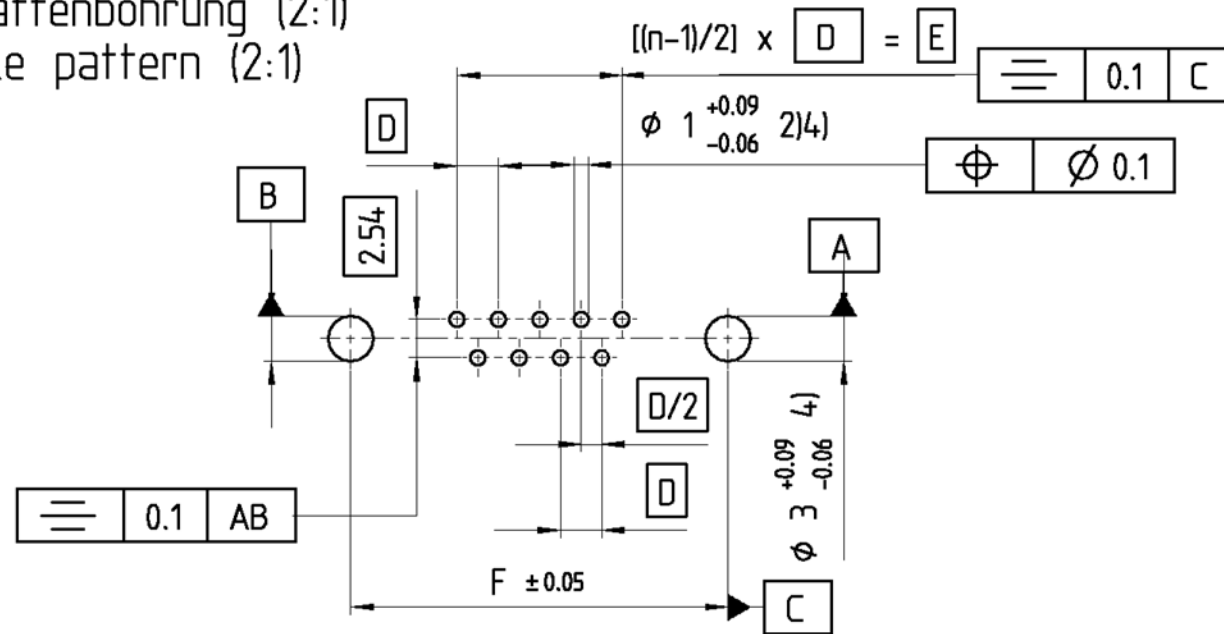 attenbohrung (2:1)
e pattern (2:1)
[(n-1)/2] x D = E
0.1 C
D
ϕ 1 +0.09 -0.06 2)4)
⌖ Ø 0.1
B
2.54
A
D/2
D
ϕ 3 +0.09 -0.06 4)
0.1 AB
F ±0.05
C